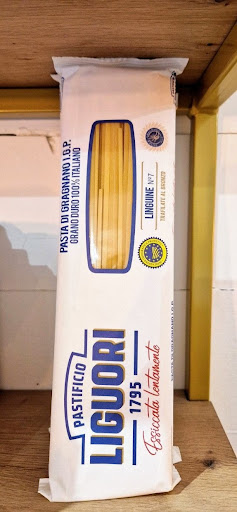 PASTA DI GRAGNANO I.G.P.
GRANO DURO 100% ITALIANO
LINGUINE N°7
TRAFILATE AL BRONZO
PASTIFICIO
LIGUORI
1795
Essiccata lentamente